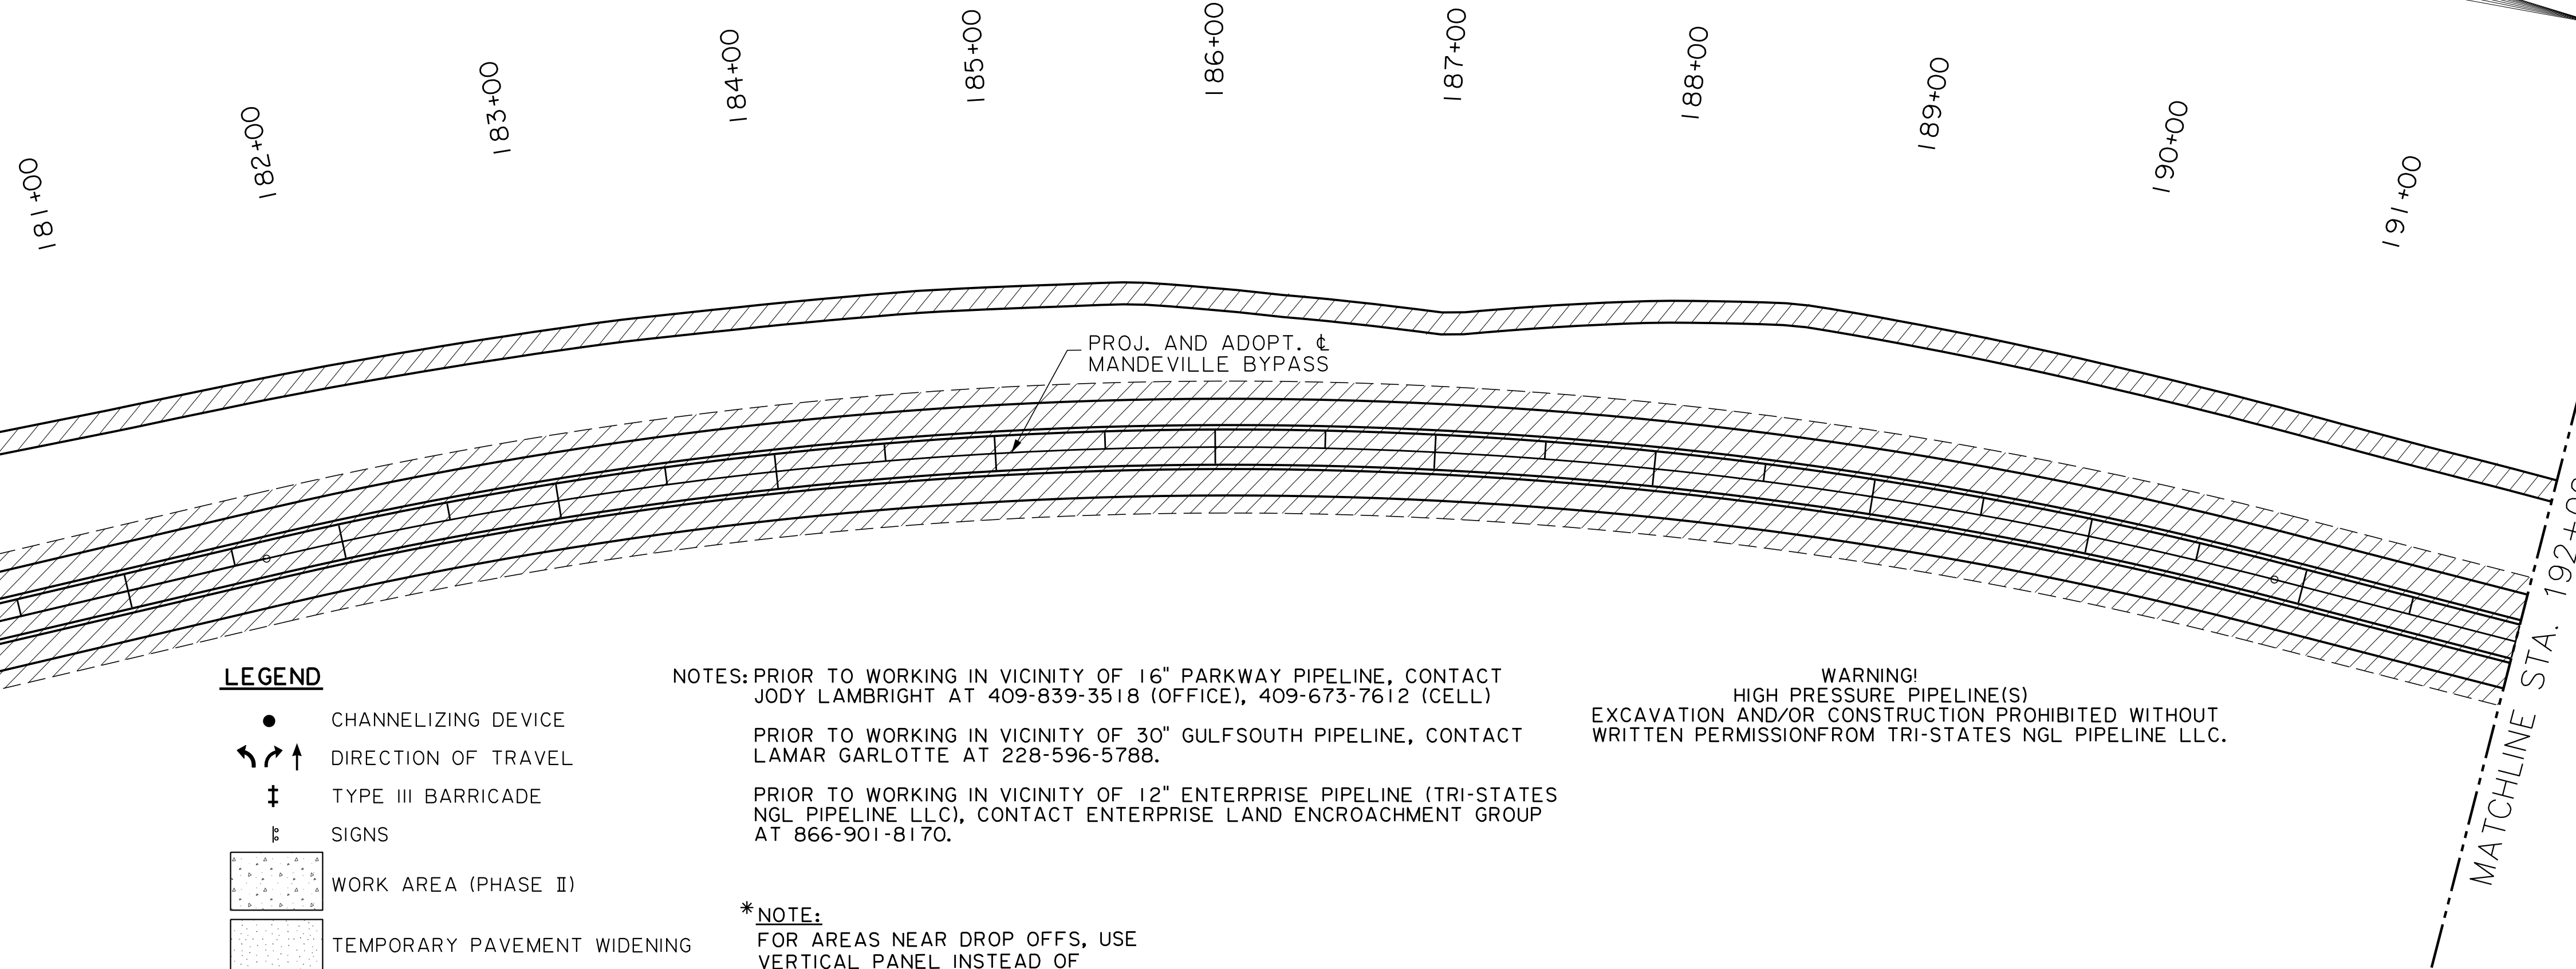 181+00
182+00
183+00
184+00
185+00
186+00
187+00
188+00
189+00
190+00
191+00
PROJ. AND ADOPT. ℄
MANDEVILLE BYPASS
MATCHLINE STA. 192+00
LEGEND
CHANNELIZING DEVICE
DIRECTION OF TRAVEL
TYPE III BARRICADE
SIGNS
WORK AREA (PHASE II)
TEMPORARY PAVEMENT WIDENING
NOTES: PRIOR TO WORKING IN VICINITY OF 16" PARKWAY PIPELINE, CONTACT
JODY LAMBRIGHT AT 409-839-3518 (OFFICE), 409-673-7612 (CELL)
PRIOR TO WORKING IN VICINITY OF 30" GULFSOUTH PIPELINE, CONTACT
LAMAR GARLOTTE AT 228-596-5788.
PRIOR TO WORKING IN VICINITY OF 12" ENTERPRISE PIPELINE (TRI-STATES
NGL PIPELINE LLC), CONTACT ENTERPRISE LAND ENCROACHMENT GROUP
AT 866-901-8170.
* NOTE:
FOR AREAS NEAR DROP OFFS, USE
VERTICAL PANEL INSTEAD OF
WARNING!
HIGH PRESSURE PIPELINE(S)
EXCAVATION AND/OR CONSTRUCTION PROHIBITED WITHOUT
WRITTEN PERMISSIONFROM TRI-STATES NGL PIPELINE LLC.